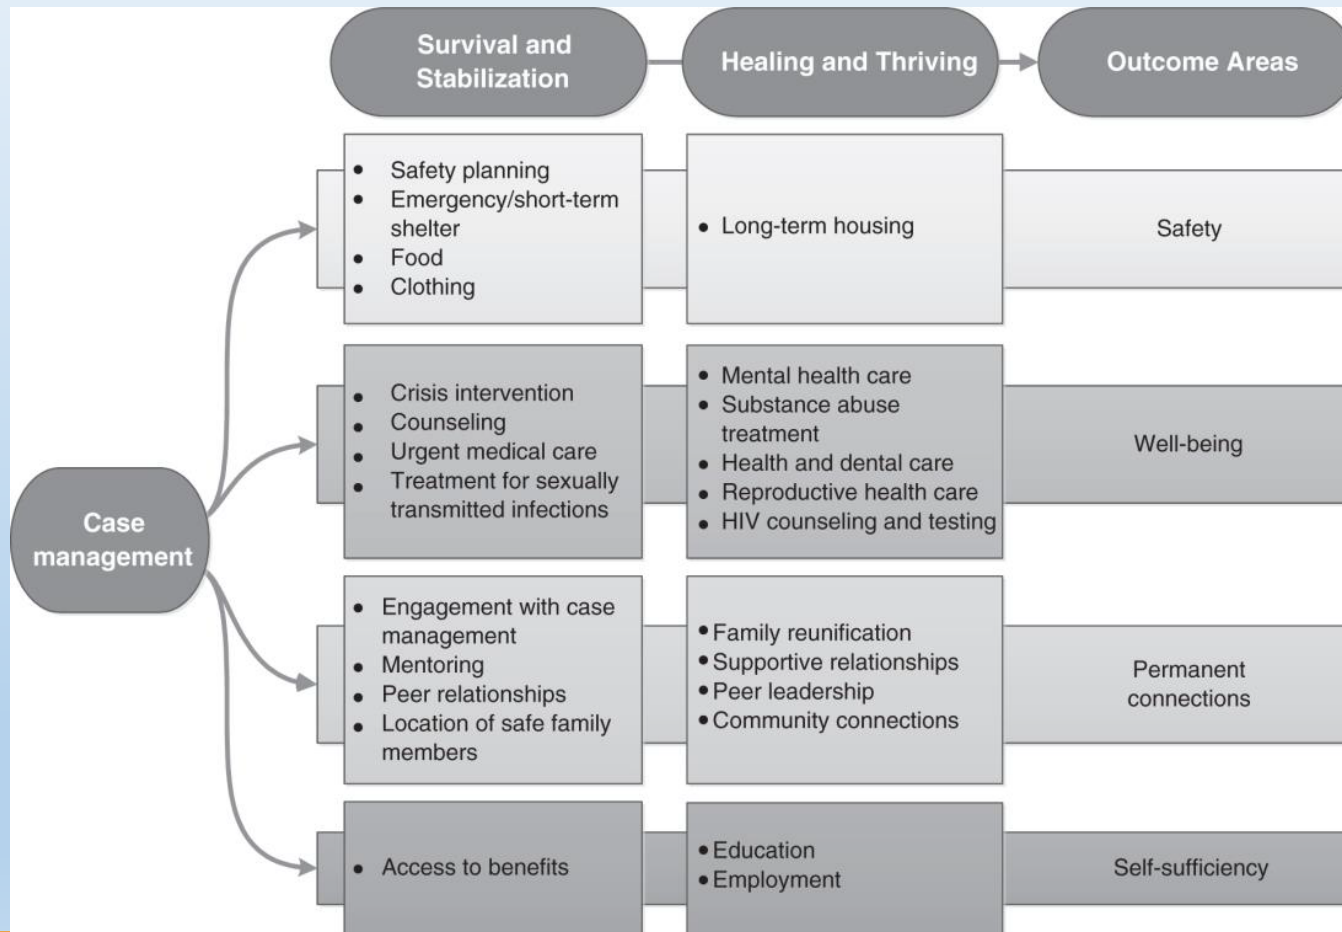 Survival and
Stabilization
Healing and Thriving
Outcome Areas
• Safety planning
• Emergency/short-term
shelter
• Food
• Clothing
• Long-term housing
Safety
• Crisis intervention
• Counseling
• Urgent medical care
• Treatment for sexually
transmitted infections
• Mental health care
• Substance abuse
treatment
• Health and dental care
• Reproductive health care
• HIV counseling and testing
Well-being
Case
management
• Engagement with case
management
• Mentoring
• Peer relationships
• Location of safe family
members
• Family reunification
• Supportive relationships
• Peer leadership
• Community connections
Permanent
connections
• Access to benefits
• Education
• Employment
Self-sufficiency